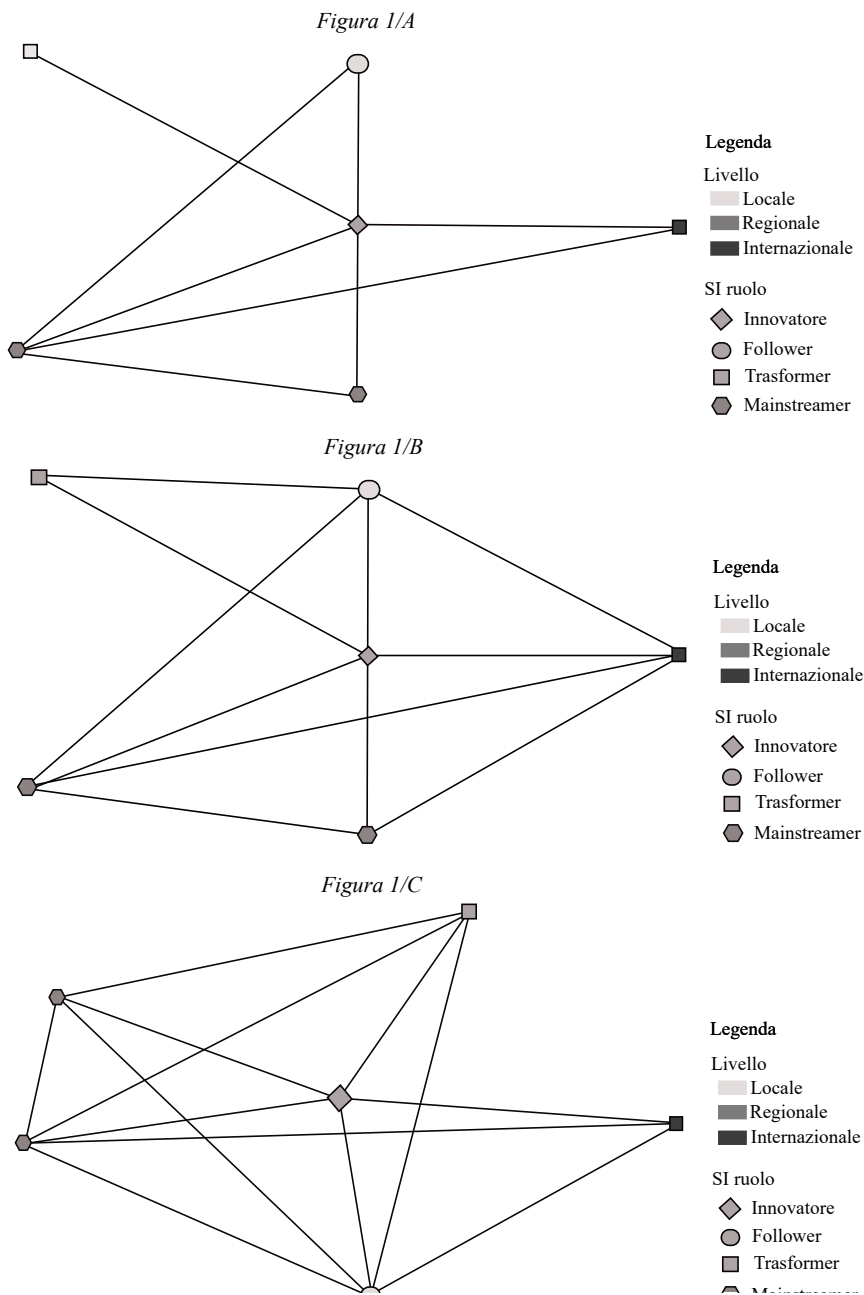 Figura 1/A
Legenda
Livello
Locale
Regionale
Internazionale
SI ruolo
Innovatore
Follower
Trasformer
Mainstreamer
Figura 1/B
Legenda
Livello
Locale
Regionale
Internazionale
SI ruolo
Innovatore
Follower
Trasformer
Mainstreamer
Figura 1/C
Legenda
Livello
Locale
Regionale
Internazionale
SI ruolo
Innovatore
Follower
Trasformer
Mainstreamer